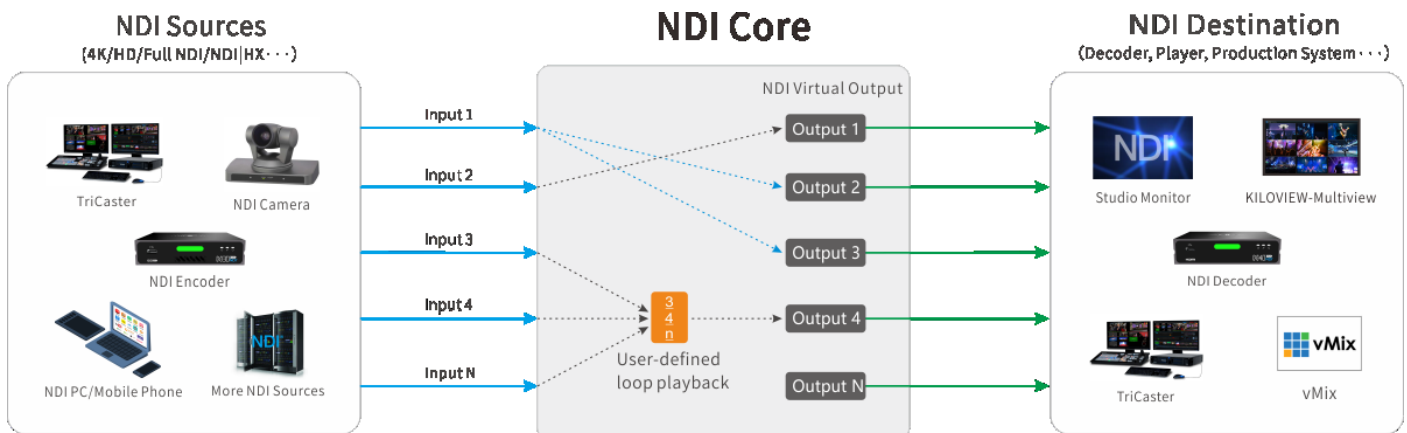 NDI Sources
(4K/HD/Full NDI/NDI|HX···)
TriCaster
NDI Camera
NDI Encoder
NDI PC/Mobile Phone
NDI
More NDI Sources
Input 1
Input 2
Input 3
Input 4
Input N
NDI Core
NDI Virtual Output
Output 1
Output 2
Output 3
Output 4
Output N
3
4
n
User-defined
loop playback
NDI Destination
(Decoder, Player, Production System···)
NDI
Studio Monitor
KILOVIEW-Multiview
NDI Decoder
TriCaster
vMix
vMix